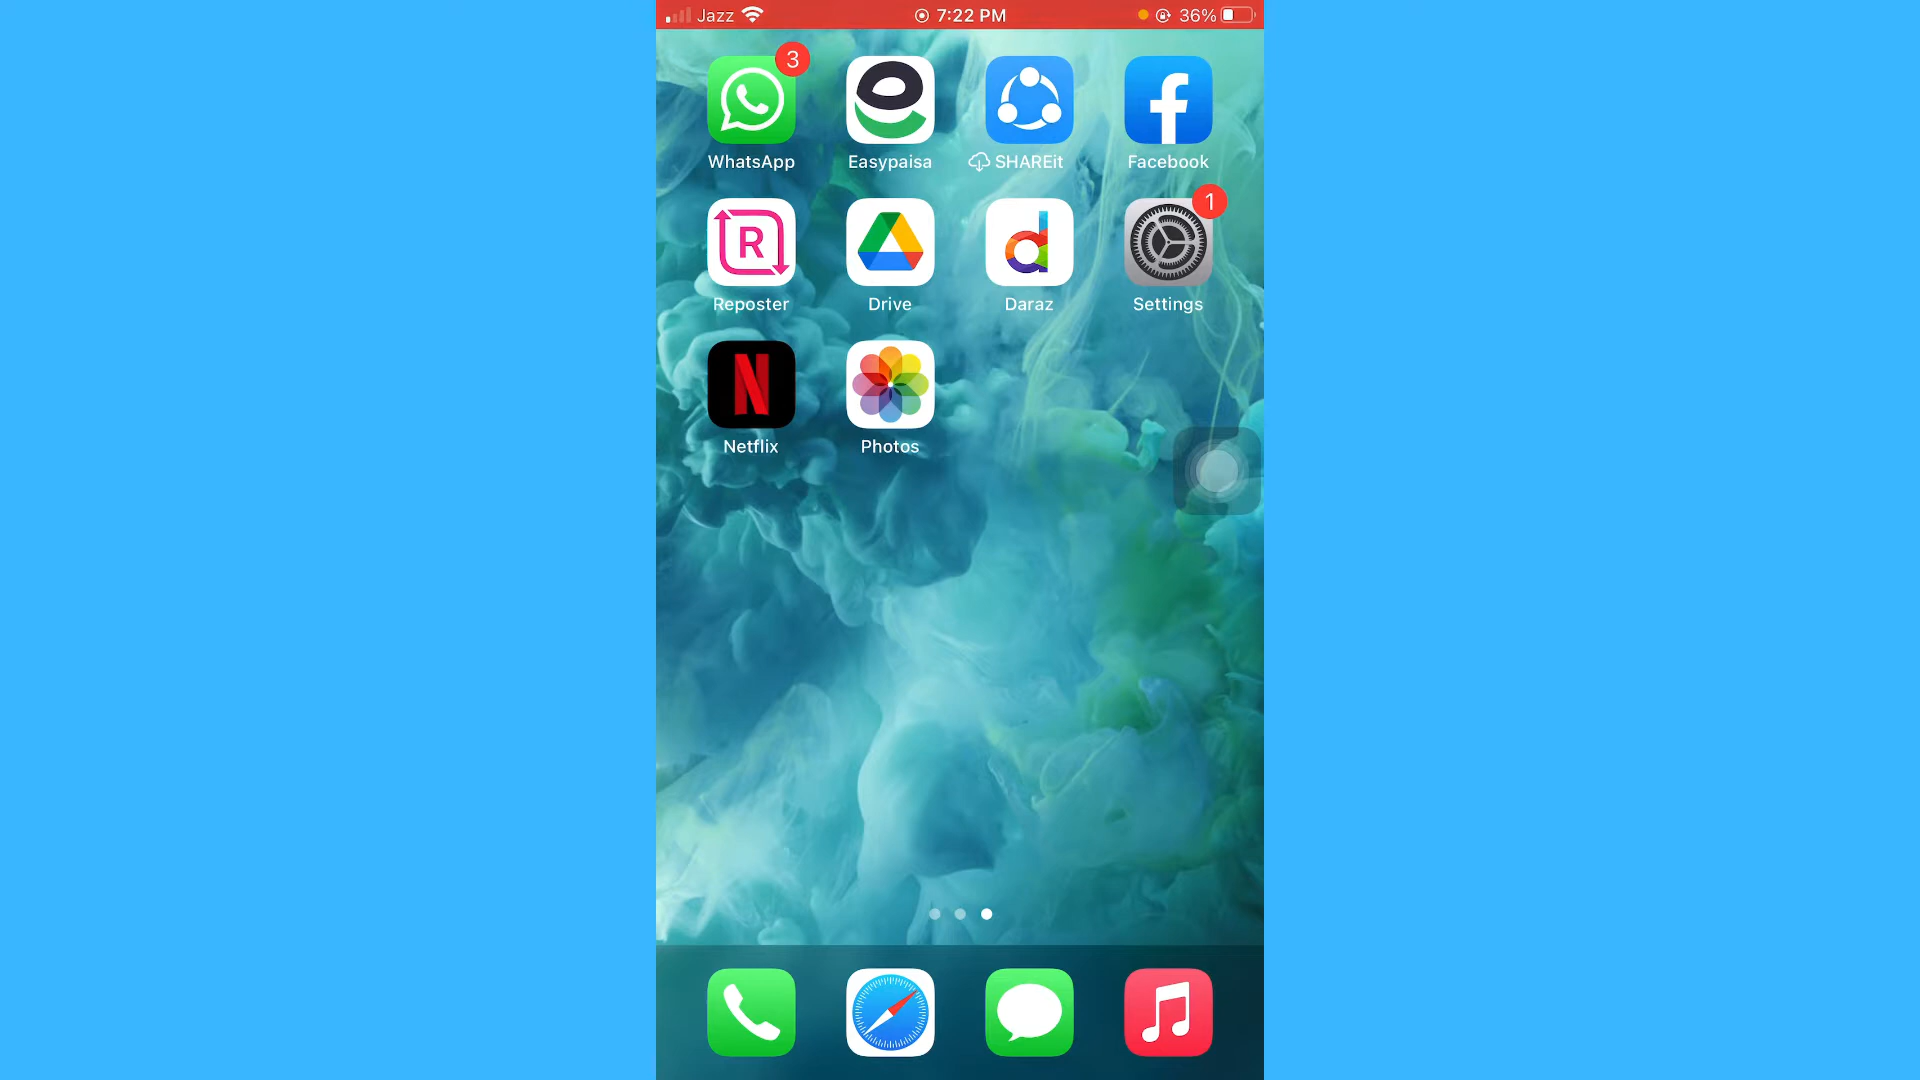 Jazz 7:22 PM 36%
3
WhatsApp Easypaisa SHAREit Facebook
R 1
Reposter Drive Daraz Settings
N
Netflix Photos